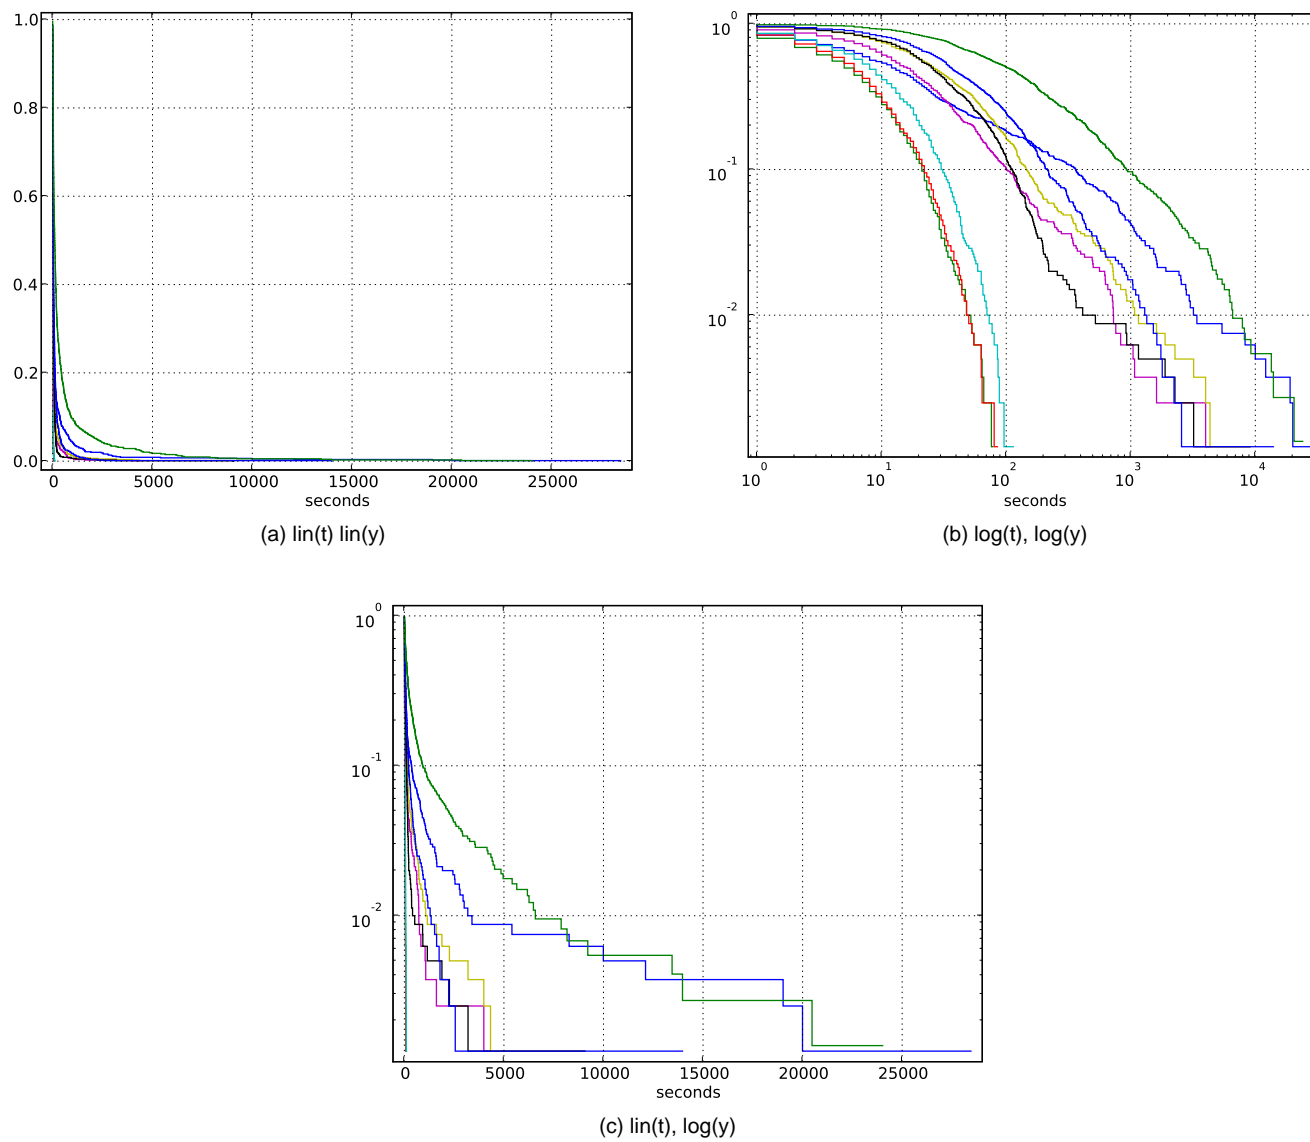 1.0
0.8
0.6
0.4
0.2
0.0
0 5000 10000 15000 20000 25000
seconds
(a) lin(t) lin(y)
10^0
10^-1
10^-2
10^0 10^1 10^2 10^3 10^4
seconds
(b) log(t), log(y)
10^0
10^-1
10^-2
0 5000 10000 15000 20000 25000
seconds
(c) lin(t), log(y)